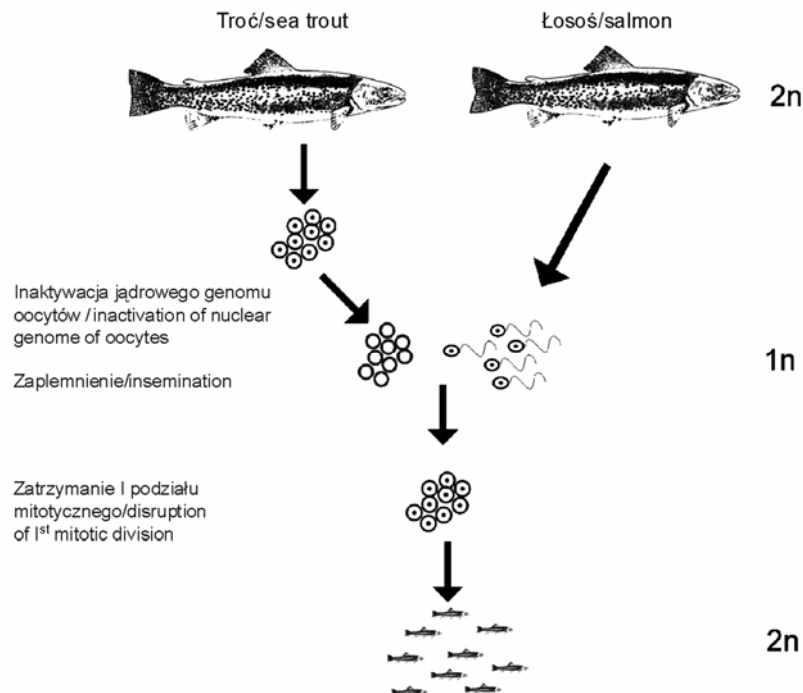 Troć/sea trout
Łosoś/salmon
2n
Inaktywacja jądrowego genomu
oocytów /inactivation of nuclear
genome of oocytes
Zaplemnienie/insemination
1n
Zatrzymanie I podziału
mitotycznego/disruption
of Ist mitotic division
2n